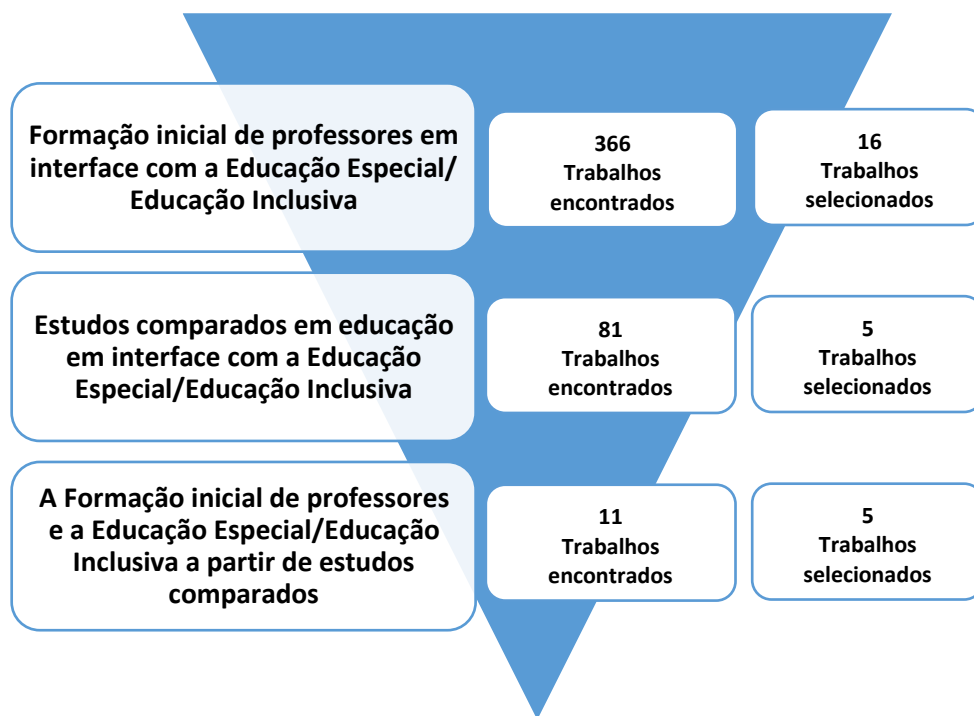 Formação inicial de professores em
interface com a Educação Especial/
Educação Inclusiva
366
Trabalhos
encontrados
16
Trabalhos
selecionados
Estudos comparados em educação
em interface com a Educação
Especial/Educação Inclusiva
81
Trabalhos
encontrados
5
Trabalhos
selecionados
A Formação inicial de professores
e a Educação Especial/Educação
Inclusiva a partir de estudos
comparados
11
Trabalhos
encontrados
5
Trabalhos
selecionados